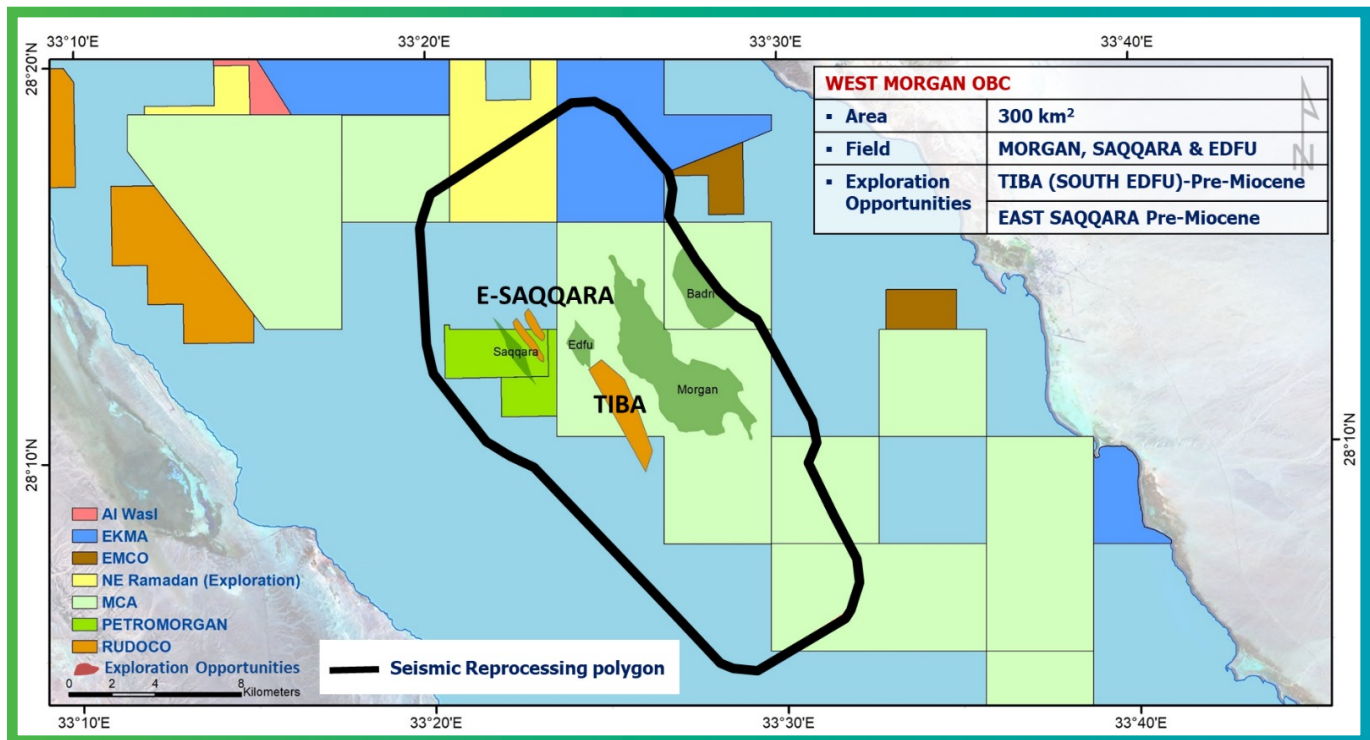 33°10'E 33°20'E 33°30'E 33°40'E
28°20'N
WEST MORGAN OBC
▪ Area 300 km²
▪ Field MORGAN, SAQQARA & EDFU
▪ Exploration Opportunities TIBA (SOUTH EDFU)-Pre-Miocene
EAST SAQQARA Pre-Miocene
N
E-SAQQARA
Badri
Saqqara
Edfu
Morgan
TIBA
28°10'N
28°10'N
Al Wasl
EKMA
EMCO
NE Ramadan (Exploration)
MCA
PETROMORGAN
RUDOCO
Exploration Opportunities
0 2 4 8
Kilometers
Seismic Reprocessing polygon
33°10'E 33°20'E 33°30'E 33°40'E